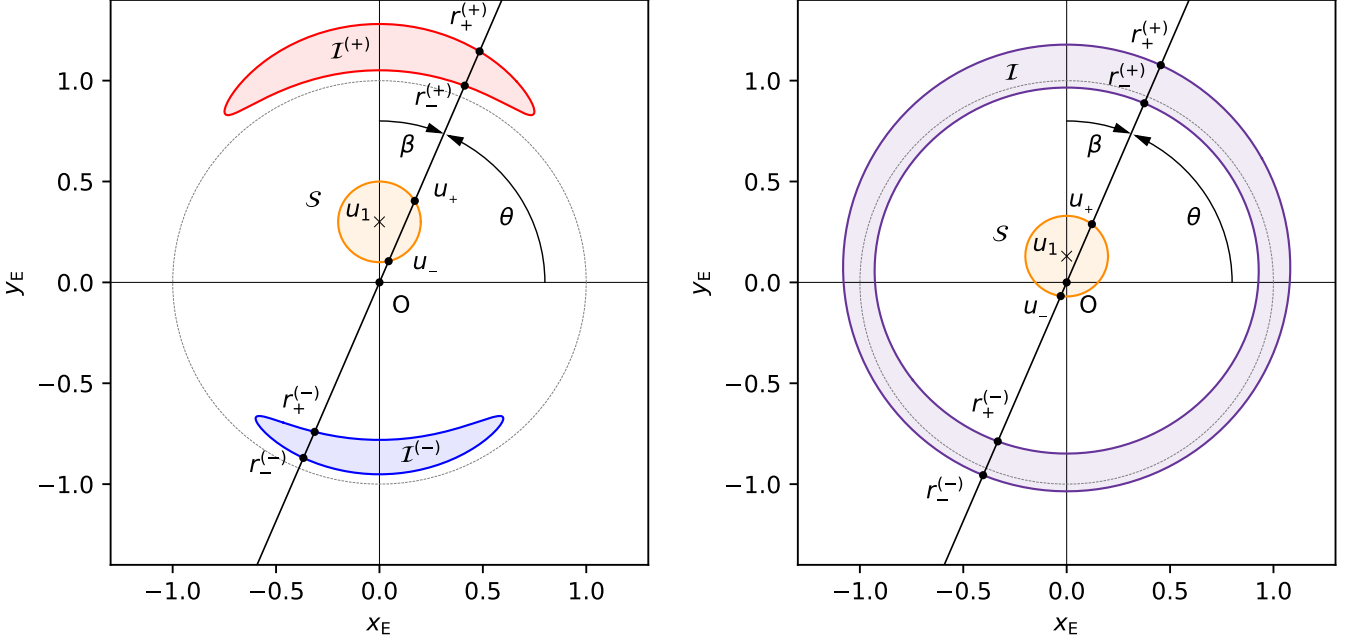 r₊⁽⁺⁾
𝓘⁽⁺⁾
1.0
r₋⁽⁺⁾
β
0.5
𝒮
u₁
u₊
θ
u₋
0.0
O
y_E
−0.5
r₊⁽⁻⁾
𝓘⁽⁻⁾
r₋⁽⁻⁾
−1.0
−1.0 −0.5 0.0 0.5 1.0
x_E
r₊⁽⁺⁾
𝓘
1.0
r₋⁽⁺⁾
β
0.5
θ
u₊
𝒮
u₁
0.0
u₋
O
y_E
−0.5
r₊⁽⁻⁾
r₋⁽⁻⁾
−1.0
−1.0 −0.5 0.0 0.5 1.0
x_E